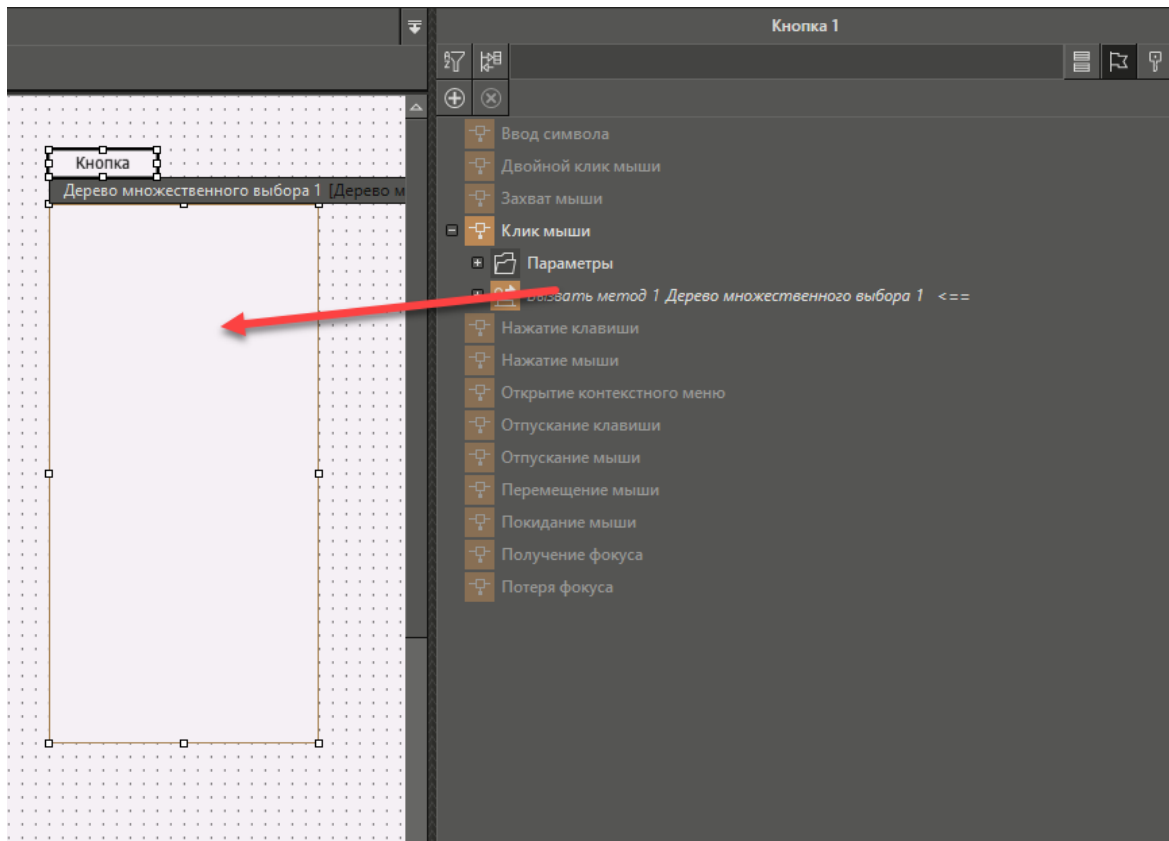 Кнопка 1
Кнопка
Дерево множественного выбора 1 [Дерево м
Ввод символа
Двойной клик мыши
Захват мыши
Клик мыши
Параметры
Вызвать метод 1 Дерево множественного выбора 1 <==
Нажатие клавиши
Нажатие мыши
Открытие контекстного меню
Отпускание клавиши
Отпускание мыши
Перемещение мыши
Покидание мыши
Получение фокуса
Потеря фокуса